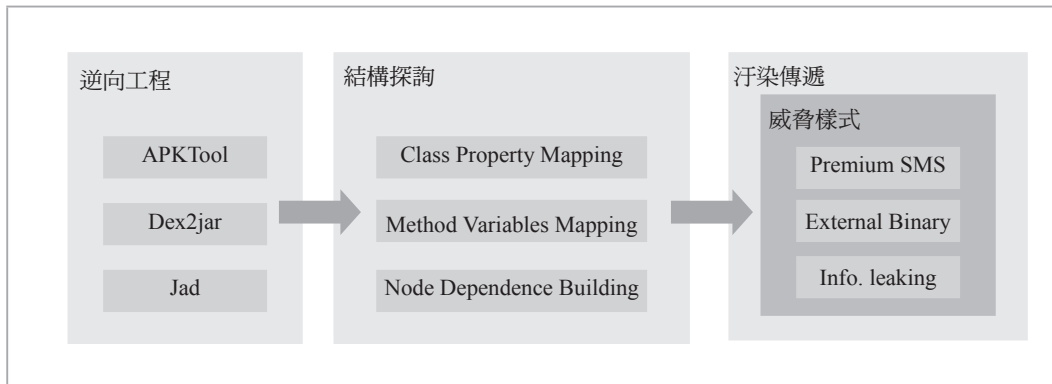 逆向工程
APKTool
Dex2jar
Jad
結構探詢
Class Property Mapping
Method Variables Mapping
Node Dependence Building
汙染傳遞
威脅樣式
Premium SMS
External Binary
Info. leaking